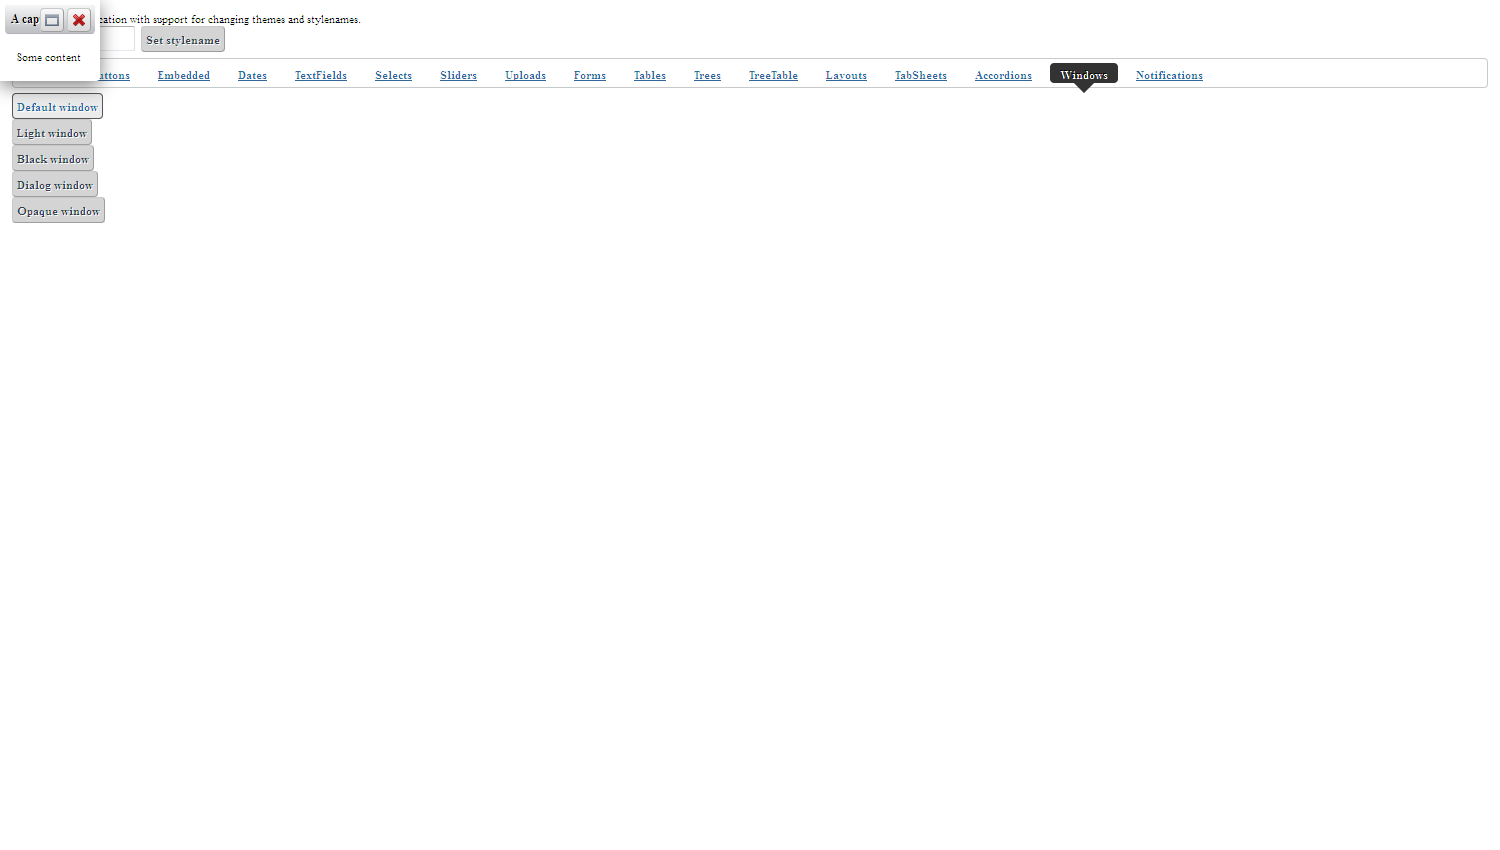 A cap
cation with support for changing themes and stylenames.
Set stylename
Some content
uttons Embedded Dates TextFields Selects Sliders Uploads Forms Tables Trees TreeTable Layouts TabSheets Accordions Windows Notifications
Default window
Light window
Black window
Dialog window
Opaque window